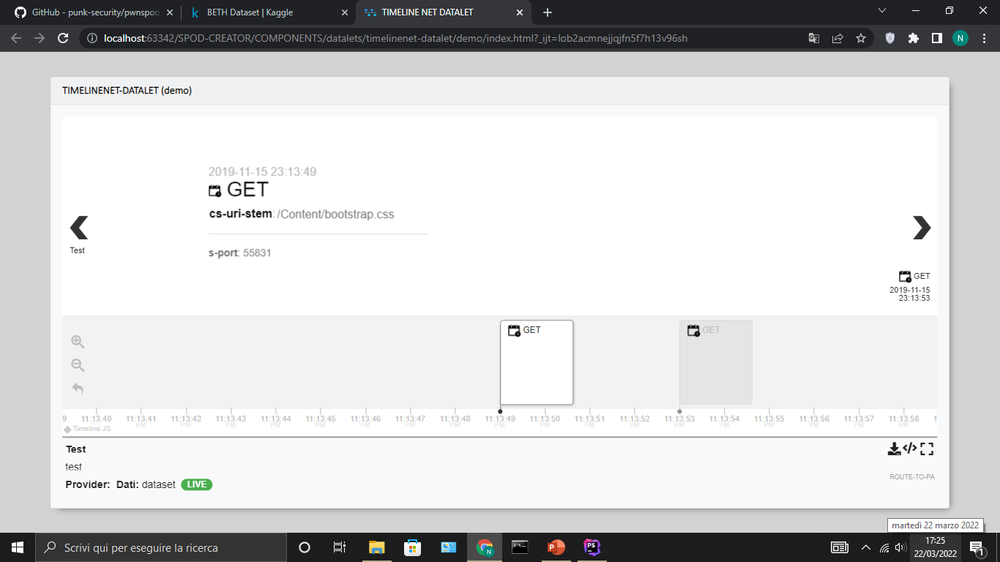 GitHub - punk-security/pwnspoo
BETH Dataset | Kaggle
TIMELINE NET DATALET
localhost:63342/SPOD-CREATOR/COMPONENTS/datalets/timelinenet-datalet/demo/index.html?_ijt=lob2acmnejjqjfn5f7h13v96sh
N
TIMELINENET-DATALET (demo)
2019-11-15 23:13:49
GET
cs-uri-stem: /Content/bootstrap.css
s-port: 55831
Test
GET
2019-11-15
23:13:53
GET
GET
9 11:13:40 11:13:41 11:13:42 11:13:43 11:13:44 11:13:45 11:13:46 11:13:47 11:13:48 11:13:49 11:13:50 11:13:51 11:13:52 11:13:53 11:13:54 11:13:55 11:13:56 11:13:57 11:13:58 1
PM PM PM PM PM PM PM PM PM PM PM PM PM PM PM PM PM PM
Timeline JS
Test
test
Provider: Dati: dataset LIVE
ROUTE-TO-PA
martedì 22 marzo 2022
Scrivi qui per eseguire la ricerca
N
P
PS
17:25
22/03/2022
1